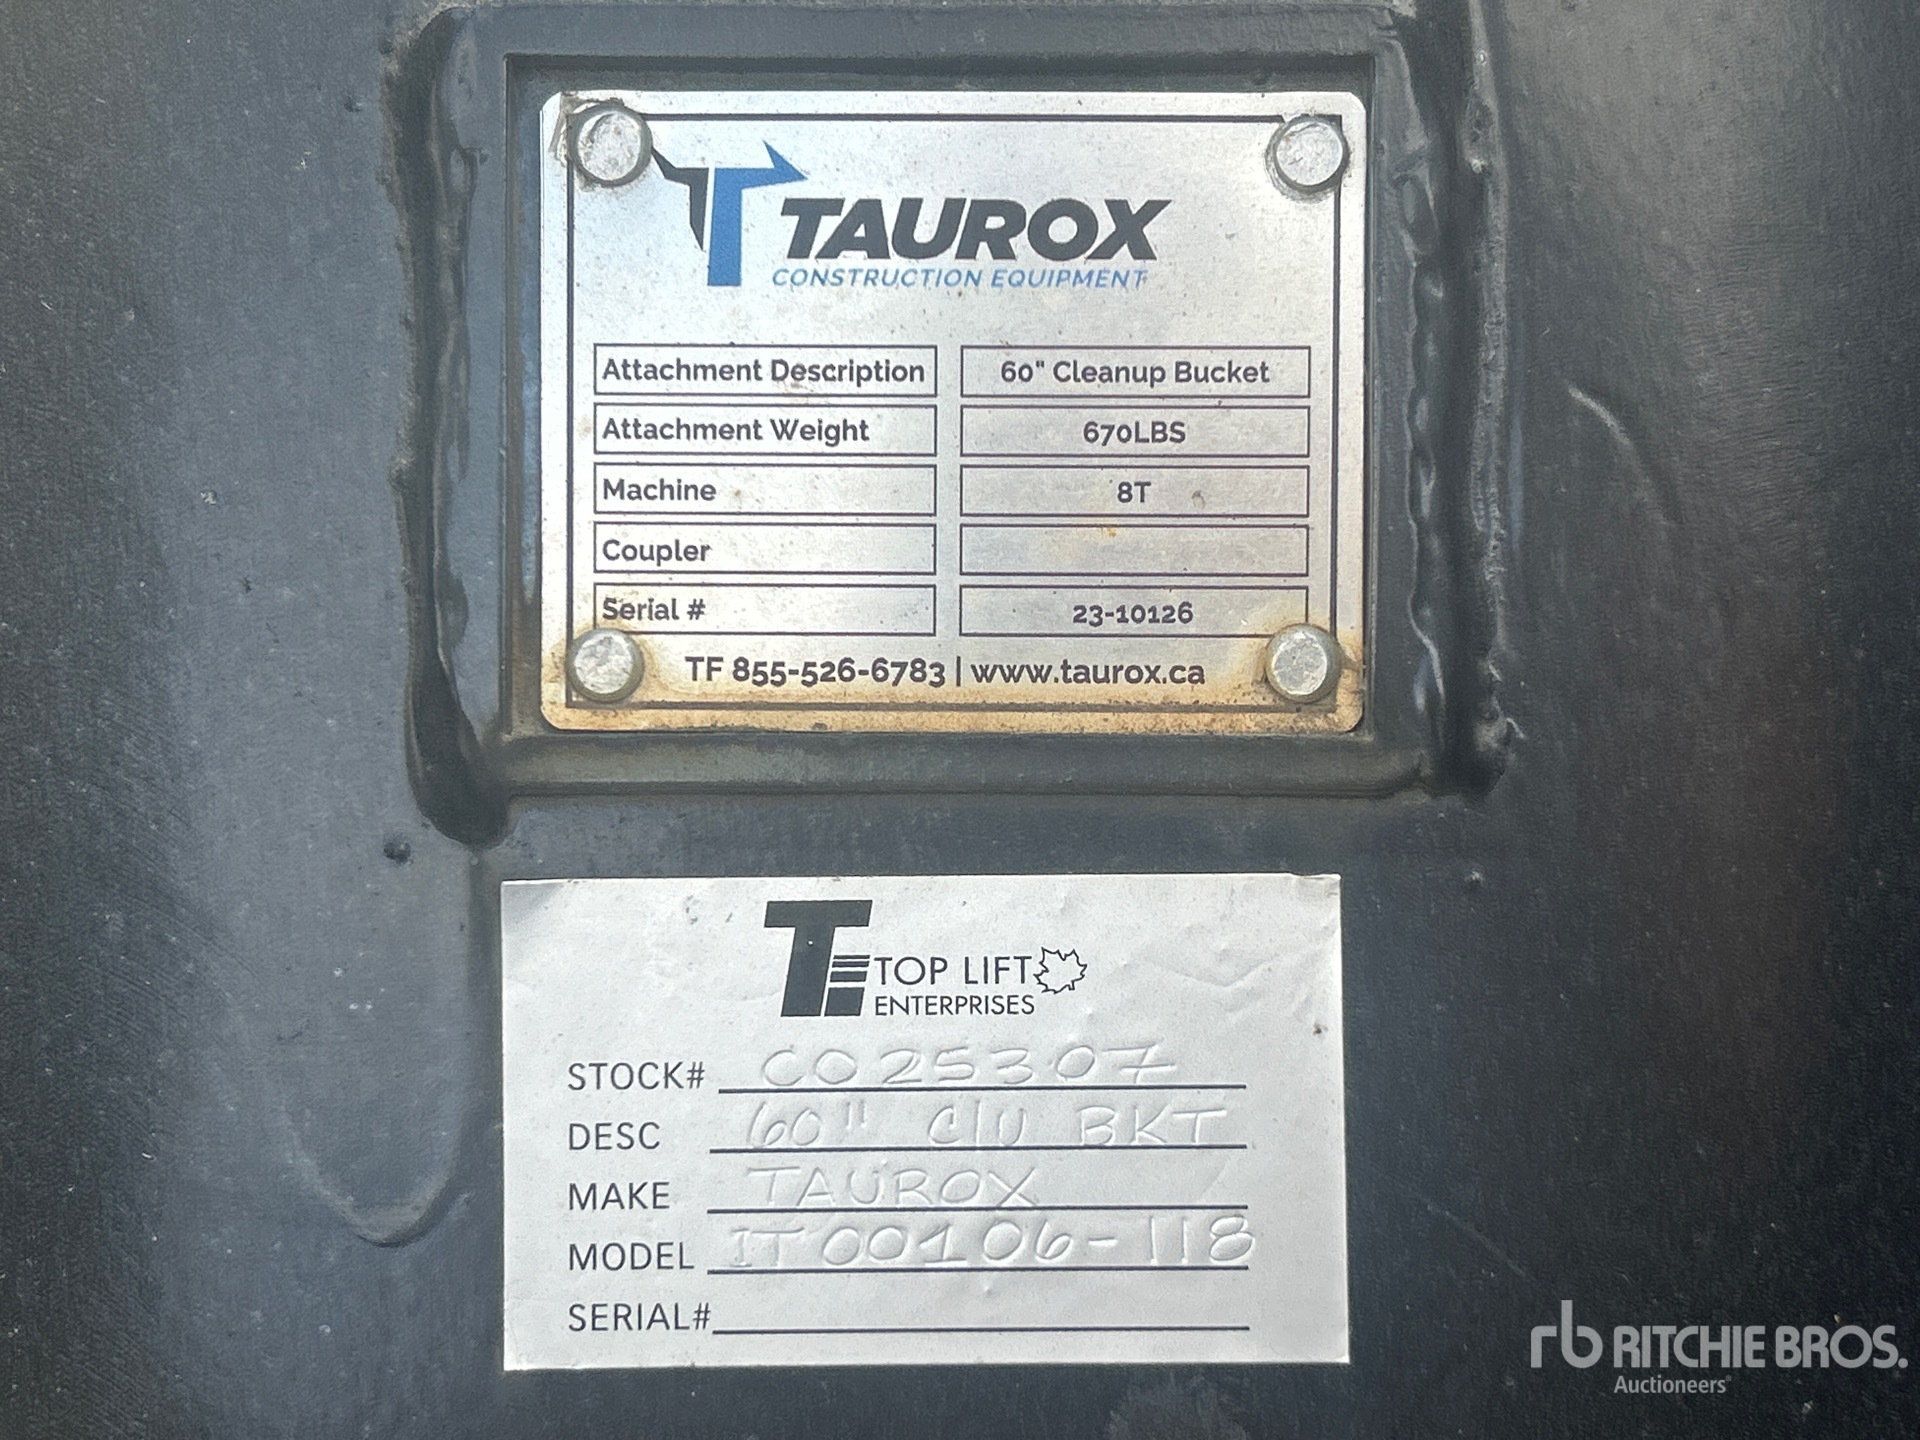 TAUROX
CONSTRUCTION EQUIPMENT
Attachment Description 60" Cleanup Bucket
Attachment Weight 670LBS
Machine 8T
Coupler
Serial # 23-10126
TF 855-526-6783 | www.taurox.ca
TOP LIFT
ENTERPRISES
STOCK# CO25307
DESC 60" C/U BKT
MAKE TAUROX
MODEL IT00106-118
SERIAL#
rb RITCHIE BROS.
Auctioneers